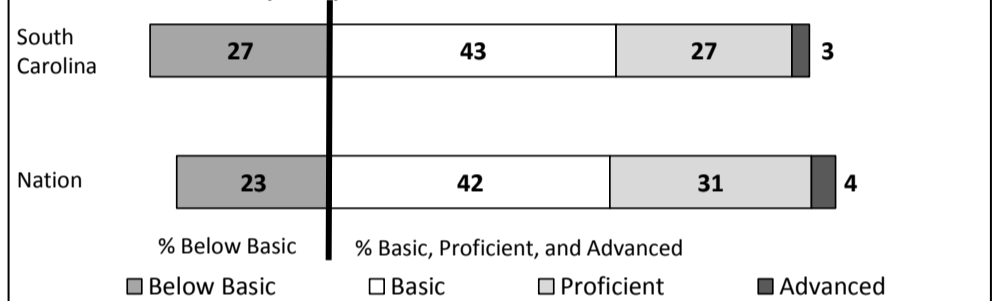 South
Carolina
27 43 27 3
Nation
23 42 31 4
% Below Basic % Basic, Proficient, and Advanced
Below Basic Basic Proficient Advanced